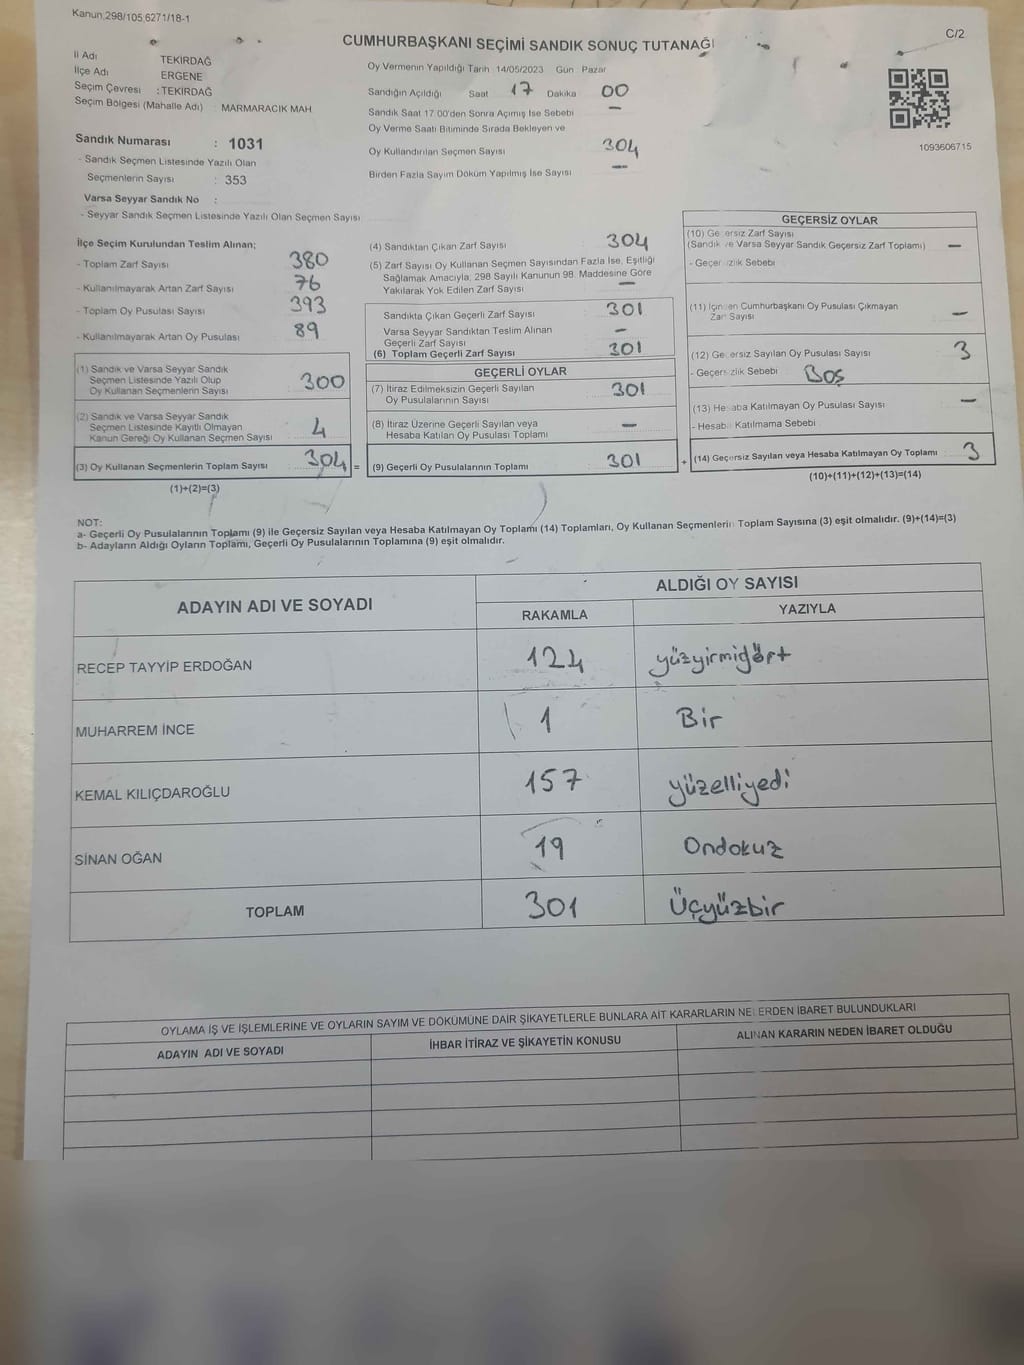 Kanun;298/105,6271/18-1
C/2
CUMHURBAŞKANI SEÇİMİ SANDIK SONUÇ TUTANAĞI
İl Adı TEKİRDAĞ
İlçe Adı ERGENE
Seçim Çevresi : TEKİRDAĞ
Seçim Bölgesi (Mahalle Adı) : MARMARACIK MAH
Sandık Numarası : 1031
- Sandık Seçmen Listesinde Yazılı Olan
Seçmenlerin Sayısı : 353
Varsa Seyyar Sandık No :
- Seyyar Sandık Seçmen Listesinde Yazılı Olan Seçmen Sayısı
Oy Vermenin Yapıldığı Tarih 14/05/2023 Gün Pazar
Sandığın Açıldığı Saat 17 Dakika 00
Sandık Saat 17:00'den Sonra Açımış İse Sebebi —
Oy Verme Saati Bitiminde Sırada Bekleyen ve
Oy Kullandırılan Seçmen Sayısı 304
Birden Fazla Sayım Döküm Yapılmış İse Sayısı —
1093606715
İlçe Seçim Kurulundan Teslim Alınan;
- Toplam Zarf Sayısı 380
- Kullanılmayarak Artan Zarf Sayısı 76
- Toplam Oy Pusulası Sayısı 393
- Kullanılmayarak Artan Oy Pusulası 89
(1) Sandık ve Varsa Seyyar Sandık
Seçmen Listesinde Yazılı Olup
Oy Kullanan Seçmenlerin Sayısı 300
(2) Sandık ve Varsa Seyyar Sandık
Seçmen Listesinde Kayıtlı Olmayan
Kanun Gereği Oy Kullanan Seçmen Sayısı 4
(3) Oy Kullanan Seçmenlerin Toplam Sayısı 304 =
(1)+(2)=(3)
(4) Sandıktan Çıkan Zarf Sayısı 304
(5) Zarf Sayısı Oy Kullanan Seçmen Sayısından Fazla İse, Eşitliği
Sağlamak Amacıyla; 298 Sayılı Kanunun 98. Maddesine Göre
Yakılarak Yok Edilen Zarf Sayısı —
Sandıkta Çıkan Geçerli Zarf Sayısı 301
Varsa Seyyar Sandıktan Teslim Alınan
Geçerli Zarf Sayısı —
(6) Toplam Geçerli Zarf Sayısı 301
GEÇERLİ OYLAR
(7) İtiraz Edilmeksizin Geçerli Sayılan
Oy Pusulalarının Sayısı 301
(8) İtiraz Üzerine Geçerli Sayılan veya
Hesaba Katılan Oy Pusulası Toplamı —
(9) Geçerli Oy Pusulalarının Toplamı 301 +
GEÇERSİZ OYLAR
(10) Geçersiz Zarf Sayısı
(Sandık ve Varsa Seyyar Sandık Geçersiz Zarf Toplamı) —
- Geçersizlik Sebebi
(11) İçinden Cumhurbaşkanı Oy Pusulası Çıkmayan
Zarf Sayısı —
(12) Geçersiz Sayılan Oy Pusulası Sayısı 3
- Geçersizlik Sebebi Boş
(13) Hesaba Katılmayan Oy Pusulası Sayısı —
- Hesaba Katılmama Sebebi
(14) Geçersiz Sayılan veya Hesaba Katılmayan Oy Toplamı 3
(10)+(11)+(12)+(13)=(14)
NOT:
a- Geçerli Oy Pusulalarının Toplamı (9) ile Geçersiz Sayılan veya Hesaba Katılmayan Oy Toplamı (14) Toplamları, Oy Kullanan Seçmenlerin Toplam Sayısına (3) eşit olmalıdır. (9)+(14)=(3)
b- Adayların Aldığı Oyların Toplamı, Geçerli Oy Pusulalarının Toplamına (9) eşit olmalıdır.
ADAYIN ADI VE SOYADI
ALDIĞI OY SAYISI
RAKAMLA YAZIYLA
RECEP TAYYİP ERDOĞAN 124 yüzyirmidört
MUHARREM İNCE 1 Bir
KEMAL KILIÇDAROĞLU 157 yüzelliyedi
SİNAN OĞAN 19 Ondokuz
TOPLAM 301 Üçyüzbir
OYLAMA İŞ VE İŞLEMLERİNE VE OYLARIN SAYIM VE DÖKÜMÜNE DAİR ŞİKAYETLERLE BUNLARA AİT KARARLARIN NELERDEN İBARET BULUNDUKLARI
ADAYIN ADI VE SOYADI İHBAR İTİRAZ VE ŞİKAYETİN KONUSU ALINAN KARARIN NEDEN İBARET OLDUĞU